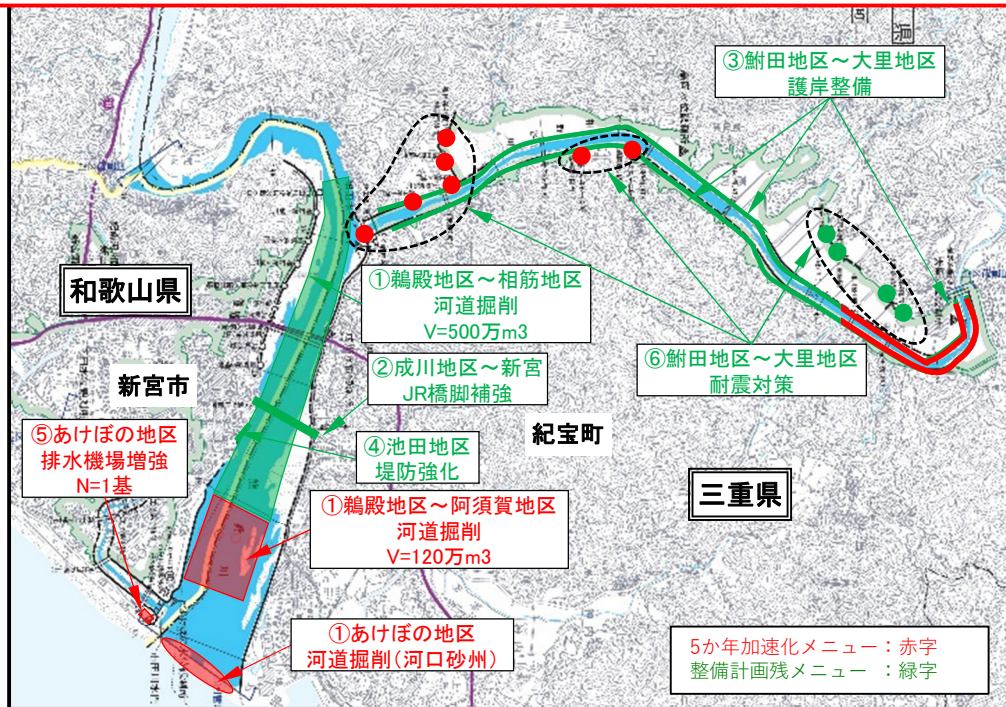 県
③鮒田地区～大里地区
護岸整備
和歌山県
①鵜殿地区～相筋地区
河道掘削
V=500万m3
②成川地区～新宮
JR橋脚補強
⑥鮒田地区～大里地区
耐震対策
新宮市
紀宝町
④池田地区
堤防強化
⑤あけぼの地区
排水機場増強
N=1基
三重県
①鵜殿地区～阿須賀地区
河道掘削
V=120万m3
①あけぼの地区
河道掘削(河口砂州)
5か年加速化メニュー：赤字
整備計画残メニュー ：緑字